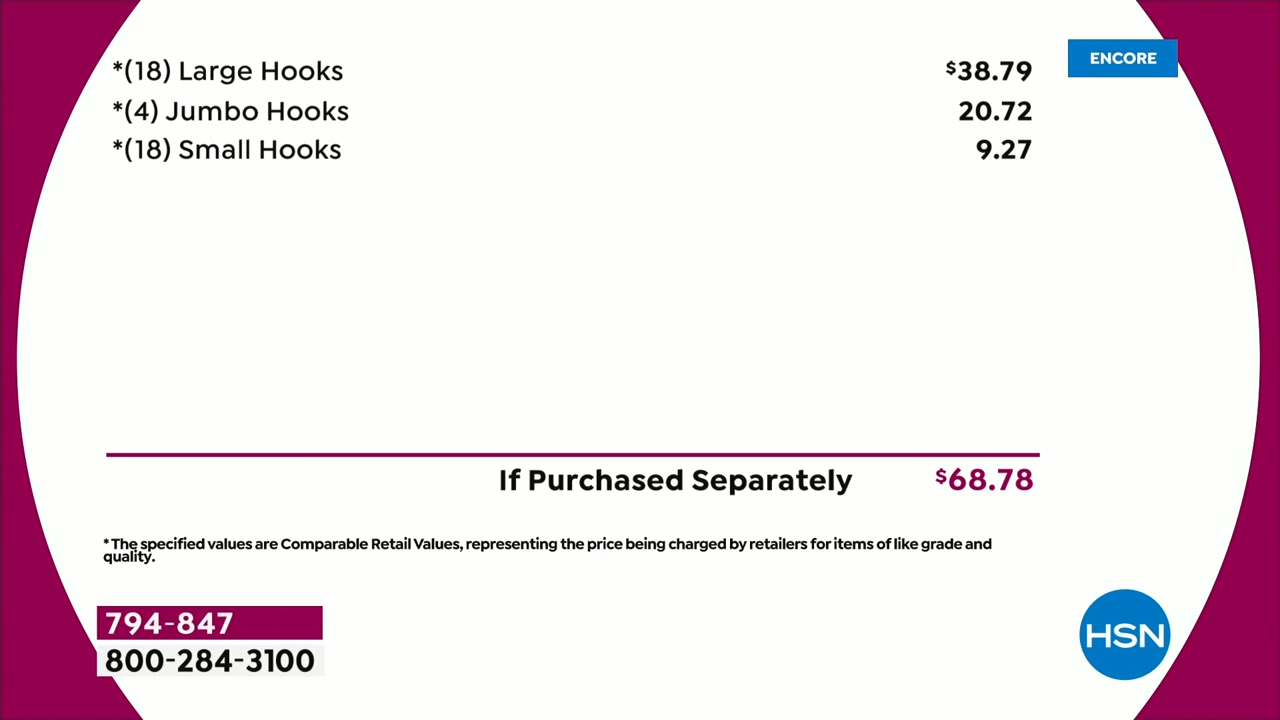 ENCORE
*(18) Large Hooks $38.79
*(4) Jumbo Hooks 20.72
*(18) Small Hooks 9.27
If Purchased Separately $68.78
*The specified values are Comparable Retail Values, representing the price being charged by retailers for items of like grade and
quality.
794-847
800-284-3100
HSN